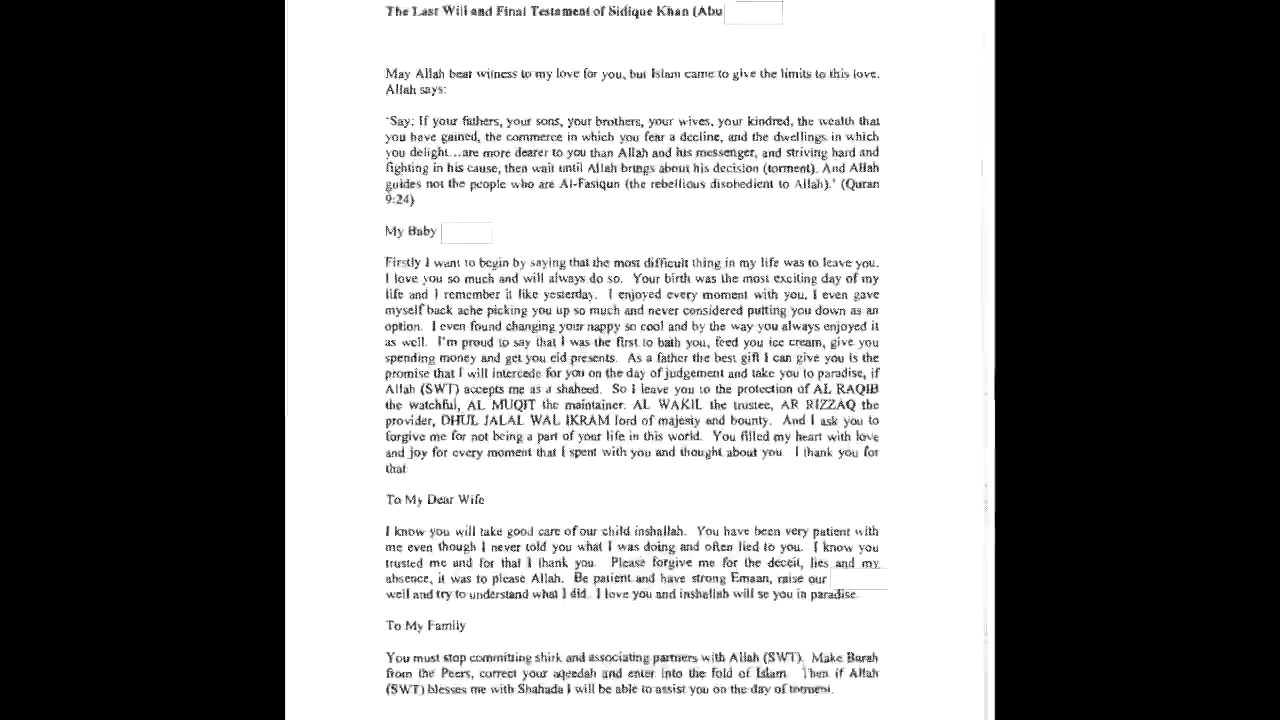 The Last Will and Final Testament of Sidique Khan (Abu
May Allah bear witness to my love for you, but Islam came to give the limits to this love.
Allah says:
'Say: If your fathers, your sons, your brothers, your wives, your kindred, the wealth that
you have gained, the commerce in which you fear a decline, and the dwellings in which
you delight...are more dearer to you than Allah and his messenger, and striving hard and
fighting in his cause, then wait until Allah brings about his decision (torment). And Allah
guides not the people who are Al-Fasiqun (the rebellious disobedient to Allah).' (Quran
9:24)
My Baby
Firstly I want to begin by saying that the most difficult thing in my life was to leave you.
I love you so much and will always do so. Your birth was the most exciting day of my
life and I remember it like yesterday. I enjoyed every moment with you, I even gave
myself back ache picking you up so much and never considered putting you down as an
option. I even found changing your nappy so cool and by the way you always enjoyed it
as well. I'm proud to say that I was the first to bath you, feed you ice cream, give you
spending money and get you eid presents. As a father the best gift I can give you is the
promise that I will intercede for you on the day of judgement and take you to paradise, if
Allah (SWT) accepts me as a shaheed. So I leave you to the protection of AL RAQIB
the watchful, AL MUQIT the maintainer. AL WAKIL the trustee, AR RIZZAQ the
provider, DHUL JALAL WAL IKRAM lord of majesty and bounty. And I ask you to
forgive me for not being a part of your life in this world. You filled my heart with love
and joy for every moment that I spent with you and thought about you. I thank you for
that
To My Dear Wife
I know you will take good care of our child inshallah. You have been very patient with
me even though I never told you what I was doing and often lied to you. I know you
trusted me and for that I thank you. Please forgive me for the deceit, lies and my
absence, it was to please Allah. Be patient and have strong Emaan, raise our
well and try to understand what I did. I love you and inshallah will se you in paradise
To My Family
You must stop committing shirk and associating partners with Allah (SWT). Make Barah
from the Peers, correct your aqeedah and enter into the fold of Islam. Then if Allah
(SWT) blesses me with Shahada I will be able to assist you on the day of torment.